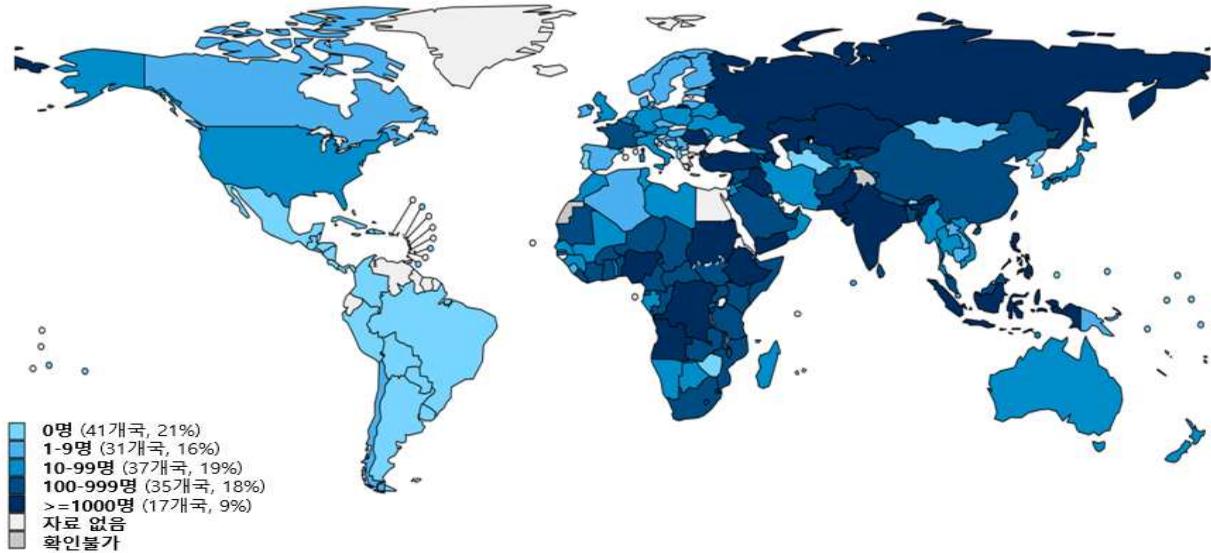 0명 (41개국, 21%)
1-9명 (31개국, 16%)
10-99명 (37개국, 19%)
100-999명 (35개국, 18%)
>=1000명 (17개국, 9%)
자료 없음
확인불가